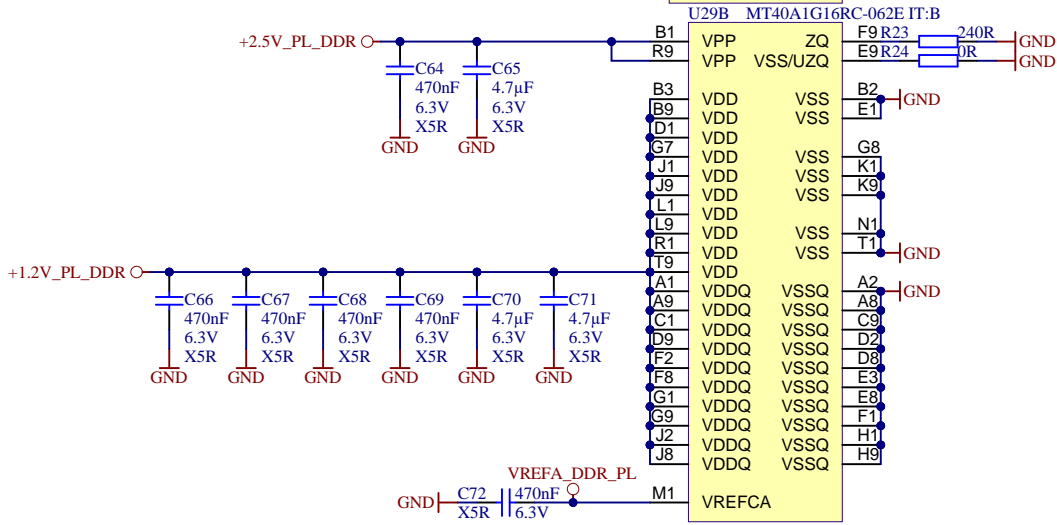 U29B MT40A1G16RC-062E IT:B
+2.5V_PL_DDR
B1 VPP ZQ F9 R23 240R GND
R9 VPP VSS/UZQ E9 R24 0R GND
C64 C65
470nF 4.7µF
6.3V 6.3V
X5R X5R
GND GND
B3 VDD VSS B2 GND
B9 VDD VSS E1
D1 VDD
G7 VDD VSS G8
J1 VDD VSS K1
J9 VDD VSS K9
L1 VDD
L9 VDD VSS N1
R1 VDD VSS T1 GND
+1.2V_PL_DDR T9 VDD
A1 VDDQ VSSQ A2 GND
A9 VDDQ VSSQ A8
C1 VDDQ VSSQ C9
D9 VDDQ VSSQ D2
F2 VDDQ VSSQ D8
F8 VDDQ VSSQ E3
G1 VDDQ VSSQ E8
G9 VDDQ VSSQ F1
J2 VDDQ VSSQ H1
J8 VDDQ VSSQ H9
C66 C67 C68 C69 C70 C71
470nF 470nF 470nF 470nF 4.7µF 4.7µF
6.3V 6.3V 6.3V 6.3V 6.3V 6.3V
X5R X5R X5R X5R X5R X5R
GND GND GND GND GND GND
VREFA_DDR_PL
GND C72 470nF M1 VREFCA
X5R 6.3V